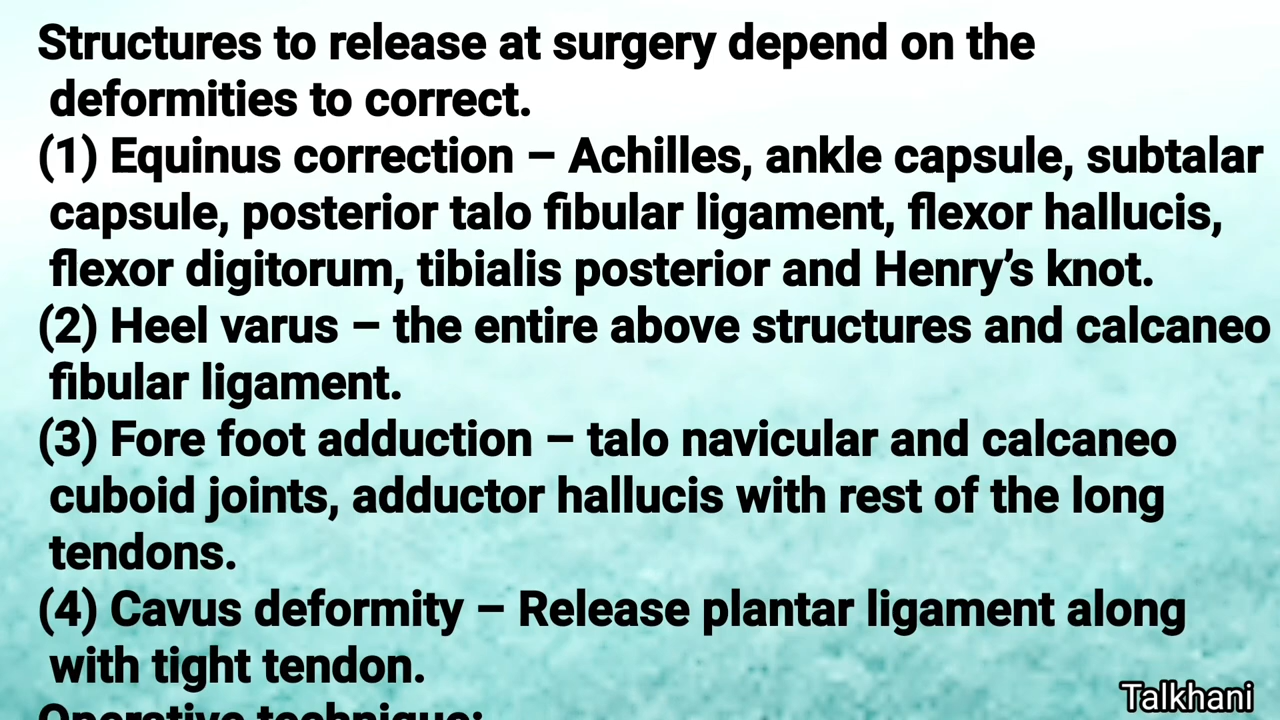 Structures to release at surgery depend on the
deformities to correct.
(1) Equinus correction – Achilles, ankle capsule, subtalar
capsule, posterior talo fibular ligament, flexor hallucis,
flexor digitorum, tibialis posterior and Henry’s knot.
(2) Heel varus – the entire above structures and calcaneo
fibular ligament.
(3) Fore foot adduction – talo navicular and calcaneo
cuboid joints, adductor hallucis with rest of the long
tendons.
(4) Cavus deformity – Release plantar ligament along
with tight tendon.
Operative technique:
Talkhani